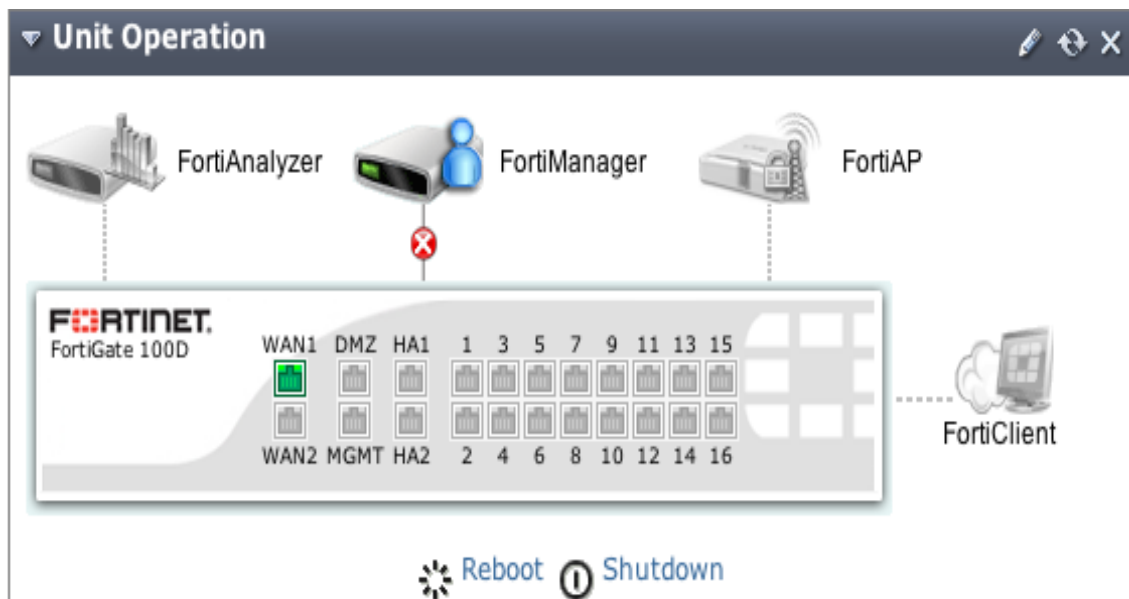 Unit Operation
FortiAnalyzer
FortiManager
FortiAP
FORTINET.
FortiGate 100D
WAN1 DMZ HA1 1 3 5 7 9 11 13 15
WAN2 MGMT HA2 2 4 6 8 10 12 14 16
FortiClient
Reboot Shutdown